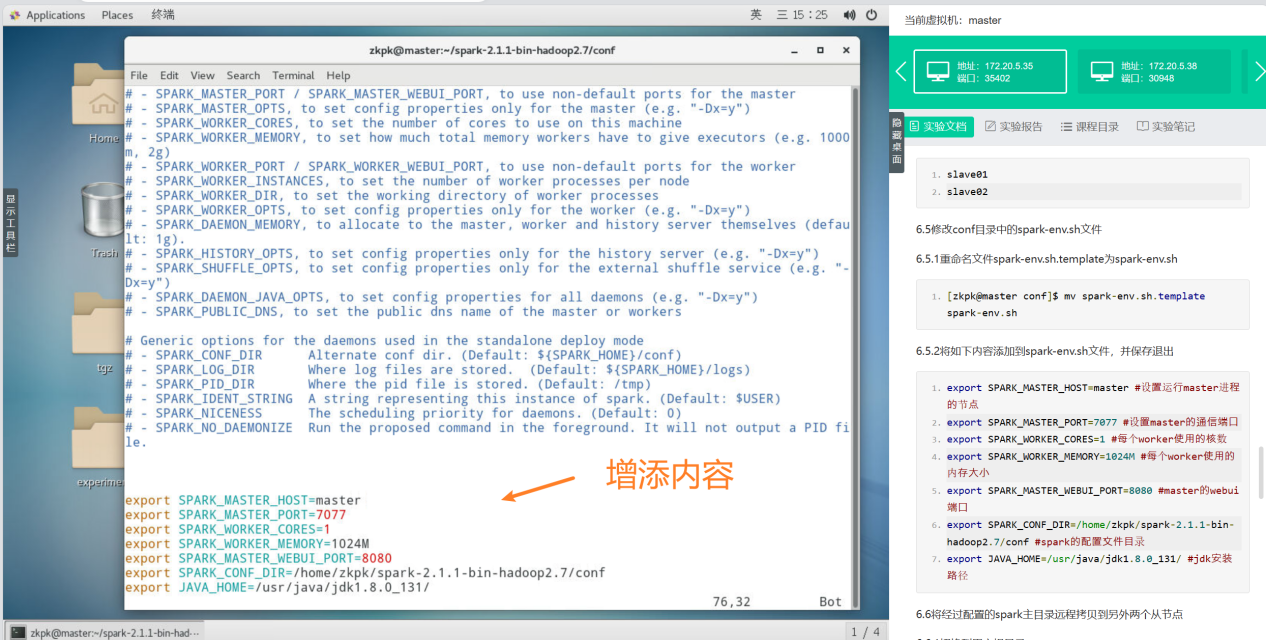 Applications Places 终端
英 三 15：25
zkpk@master:~/spark-2.1.1-bin-hadoop2.7/conf
File Edit View Search Terminal Help
# - SPARK_MASTER_PORT / SPARK_MASTER_WEBUI_PORT, to use non-default ports for the master
# - SPARK_MASTER_OPTS, to set config properties only for the master (e.g. "-Dx=y")
# - SPARK_WORKER_CORES, to set the number of cores to use on this machine
# - SPARK_WORKER_MEMORY, to set how much total memory workers have to give executors (e.g. 1000
m, 2g)
# - SPARK_WORKER_PORT / SPARK_WORKER_WEBUI_PORT, to use non-default ports for the worker
# - SPARK_WORKER_INSTANCES, to set the number of worker processes per node
# - SPARK_WORKER_DIR, to set the working directory of worker processes
# - SPARK_WORKER_OPTS, to set config properties only for the worker (e.g. "-Dx=y")
# - SPARK_DAEMON_MEMORY, to allocate to the master, worker and history server themselves (defau
lt: 1g).
# - SPARK_HISTORY_OPTS, to set config properties only for the history server (e.g. "-Dx=y")
# - SPARK_SHUFFLE_OPTS, to set config properties only for the external shuffle service (e.g. "-
Dx=y")
# - SPARK_DAEMON_JAVA_OPTS, to set config properties for all daemons (e.g. "-Dx=y")
# - SPARK_PUBLIC_DNS, to set the public dns name of the master or workers
# Generic options for the daemons used in the standalone deploy mode
# - SPARK_CONF_DIR      Alternate conf dir. (Default: ${SPARK_HOME}/conf)
# - SPARK_LOG_DIR       Where log files are stored.  (Default: ${SPARK_HOME}/logs)
# - SPARK_PID_DIR       Where the pid file is stored. (Default: /tmp)
# - SPARK_IDENT_STRING  A string representing this instance of spark. (Default: $USER)
# - SPARK_NICENESS      The scheduling priority for daemons. (Default: 0)
# - SPARK_NO_DAEMONIZE  Run the proposed command in the foreground. It will not output a PID fi
le.
增添内容
export SPARK_MASTER_HOST=master
export SPARK_MASTER_PORT=7077
export SPARK_WORKER_CORES=1
export SPARK_WORKER_MEMORY=1024M
export SPARK_MASTER_WEBUI_PORT=8080
export SPARK_CONF_DIR=/home/zkpk/spark-2.1.1-bin-hadoop2.7/conf
export JAVA_HOME=/usr/java/jdk1.8.0_131/
76,32 Bot
Home
Trash
tgz
experime
显示工具栏
zkpk@master:~/spark-2.1.1-bin-had···
1 / 4
当前虚拟机：master
地址：172.20.5.35
端口：35402
地址：172.20.5.38
端口：30948
隐藏桌面
实验文档 实验报告 课程目录 实验笔记
1. slave01
2. slave02
6.5修改conf目录中的spark-env.sh文件
6.5.1重命名文件spark-env.sh.template为spark-env.sh
1. [zkpk@master conf]$ mv spark-env.sh.template
spark-env.sh
6.5.2将如下内容添加到spark-env.sh文件，并保存退出
1. export SPARK_MASTER_HOST=master #设置运行master进程
的节点
2. export SPARK_MASTER_PORT=7077 #设置master的通信端口
3. export SPARK_WORKER_CORES=1 #每个worker使用的核数
4. export SPARK_WORKER_MEMORY=1024M #每个worker使用的
内存大小
5. export SPARK_MASTER_WEBUI_PORT=8080 #master的webui
端口
6. export SPARK_CONF_DIR=/home/zkpk/spark-2.1.1-bin-
hadoop2.7/conf #spark的配置文件目录
7. export JAVA_HOME=/usr/java/jdk1.8.0_131/ #jdk安装
路径
6.6将经过配置的spark主目录远程拷贝到另外两个从节点